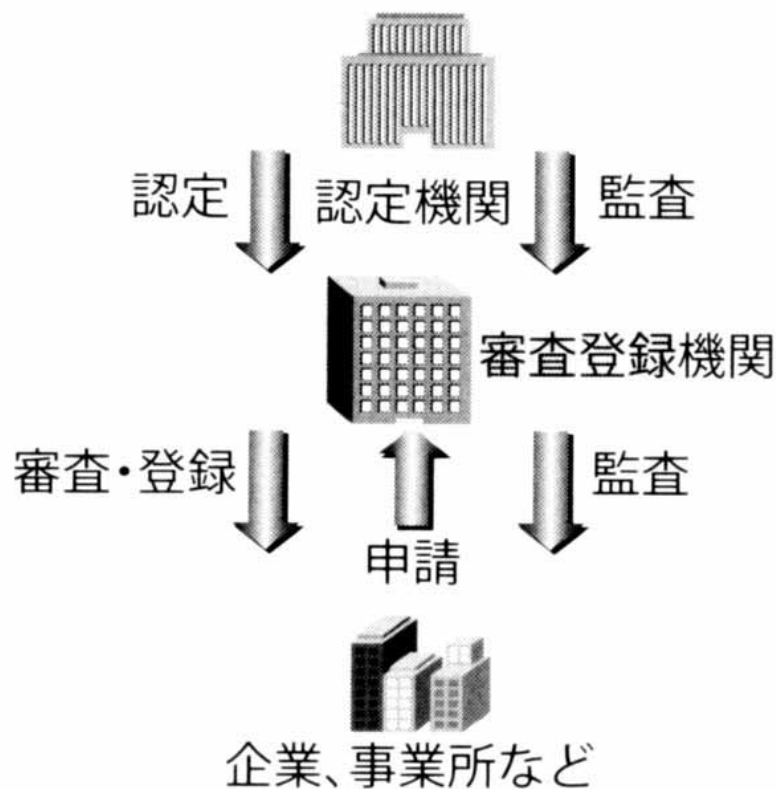 認定
認定機関
監査
審査登録機関
審査・登録
監査
申請
企業、事業所など